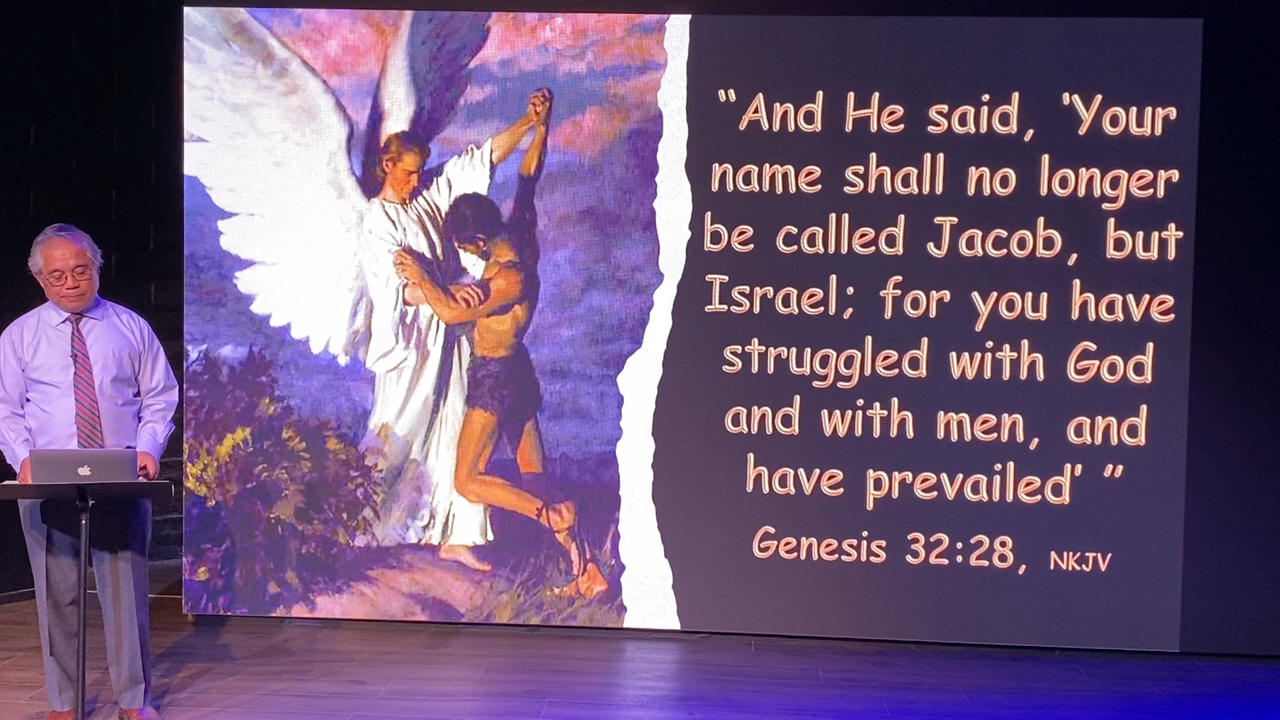 “And He said, ‘Your
name shall no longer
be called Jacob, but
Israel; for you have
struggled with God
and with men, and
have prevailed’ ”
Genesis 32:28, NKJV